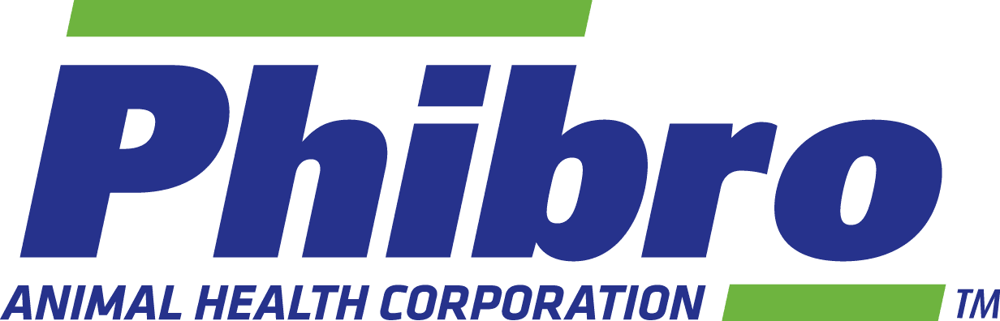 Phibro
ANIMAL HEALTH CORPORATION TM